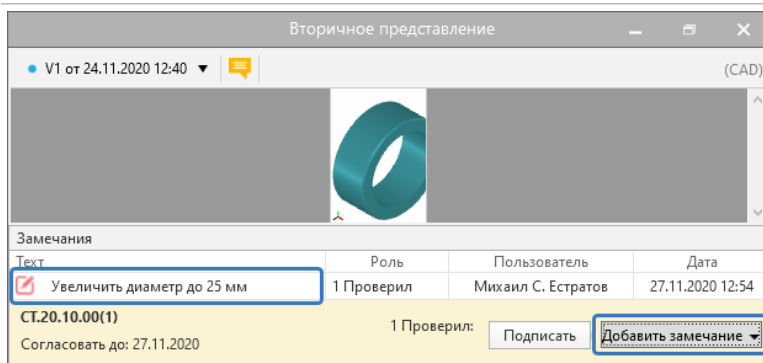 Вторичное представление
V1 от 24.11.2020 12:40
(CAD)
Замечания
Текст Роль Пользователь Дата
Увеличить диаметр до 25 мм 1 Проверил Михаил С. Естратов 27.11.2020 12:54
СТ.20.10.00(1)
1 Проверил: Подписать Добавить замечание
Согласовать до: 27.11.2020